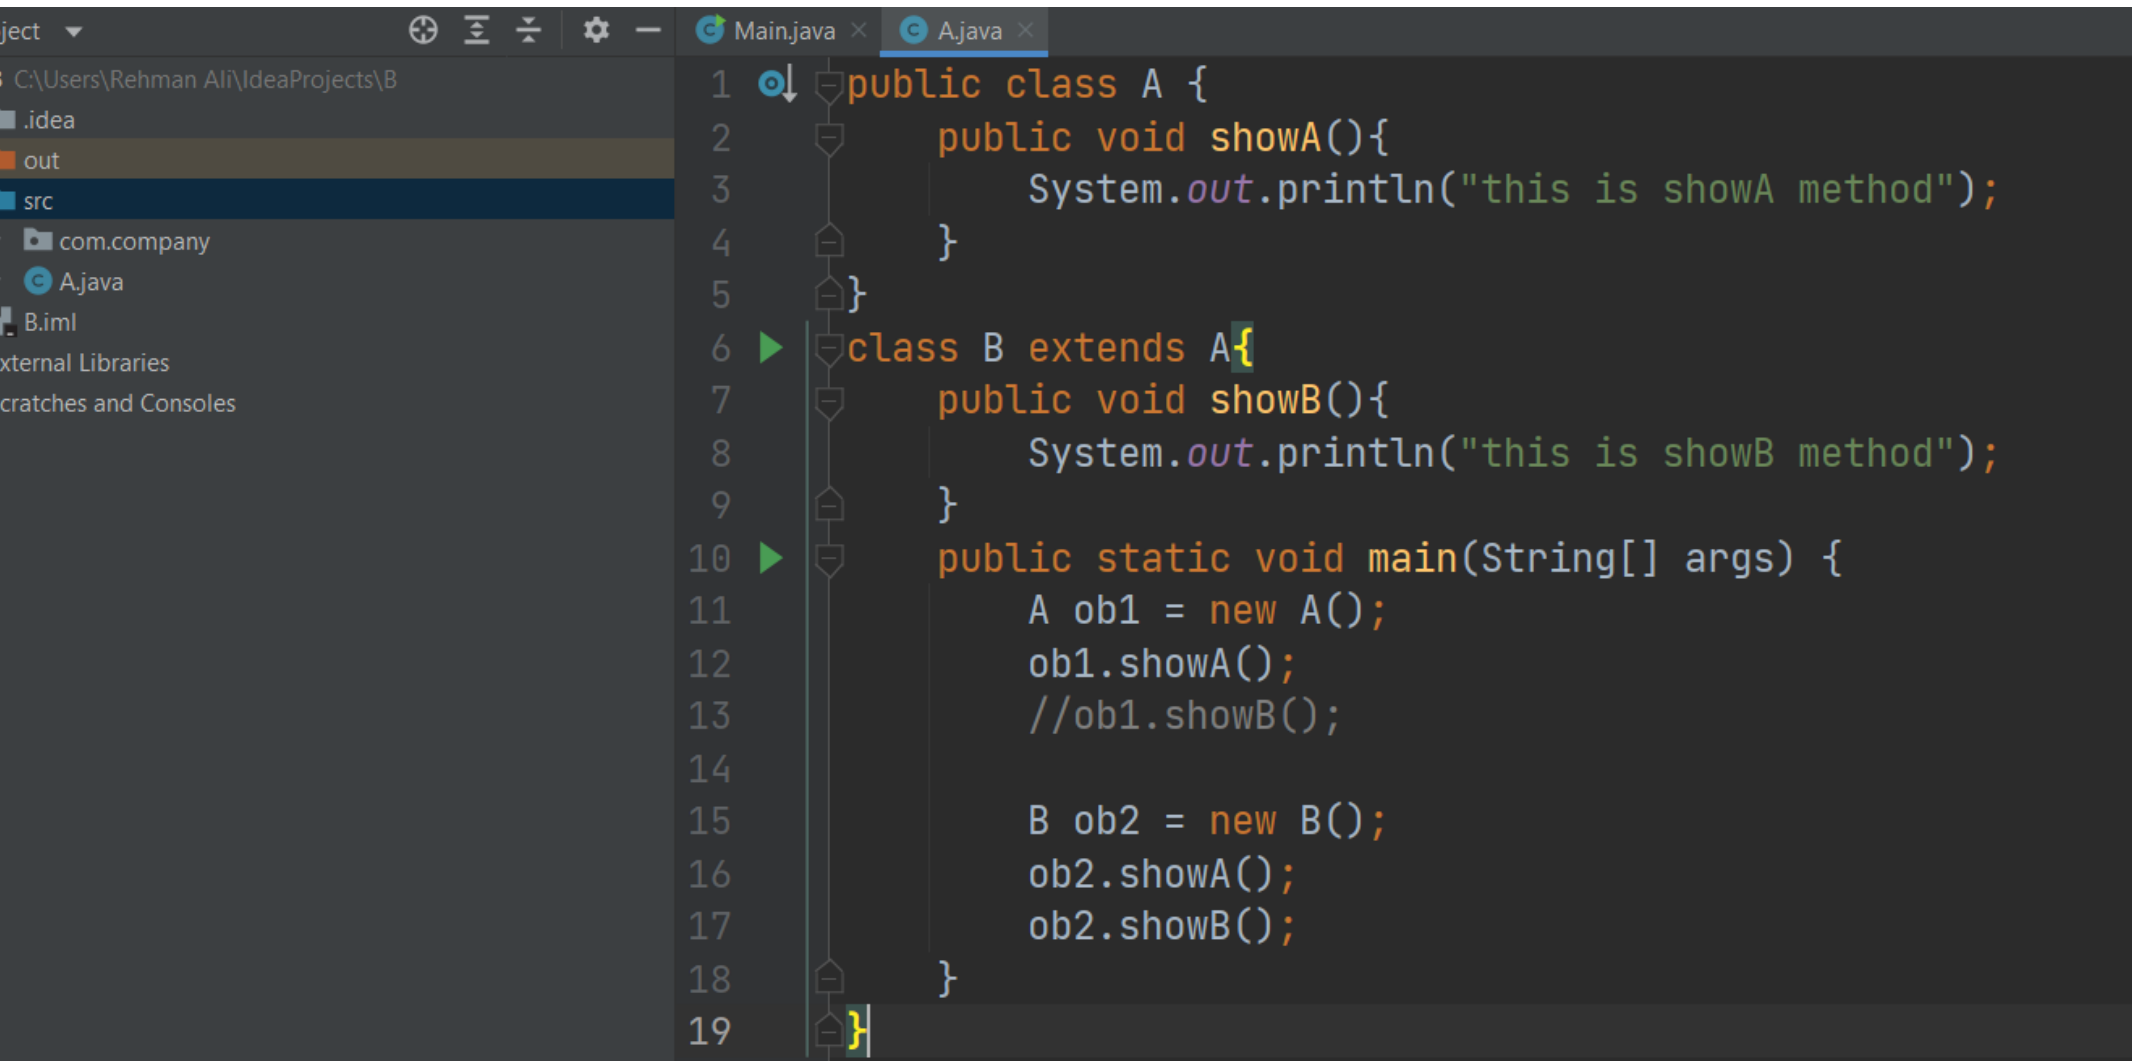 ject
C:\Users\Rehman Ali\IdeaProjects\B
.idea
out
src
com.company
A.java
B.iml
xternal Libraries
cratches and Consoles
Main.java
A.java
1 public class A {
2 public void showA(){
3 System.out.println("this is showA method");
4 }
5 }
6 class B extends A{
7 public void showB(){
8 System.out.println("this is showB method");
9 }
10 public static void main(String[] args) {
11 A ob1 = new A();
12 ob1.showA();
13 //ob1.showB();
14
15 B ob2 = new B();
16 ob2.showA();
17 ob2.showB();
18 }
19 }